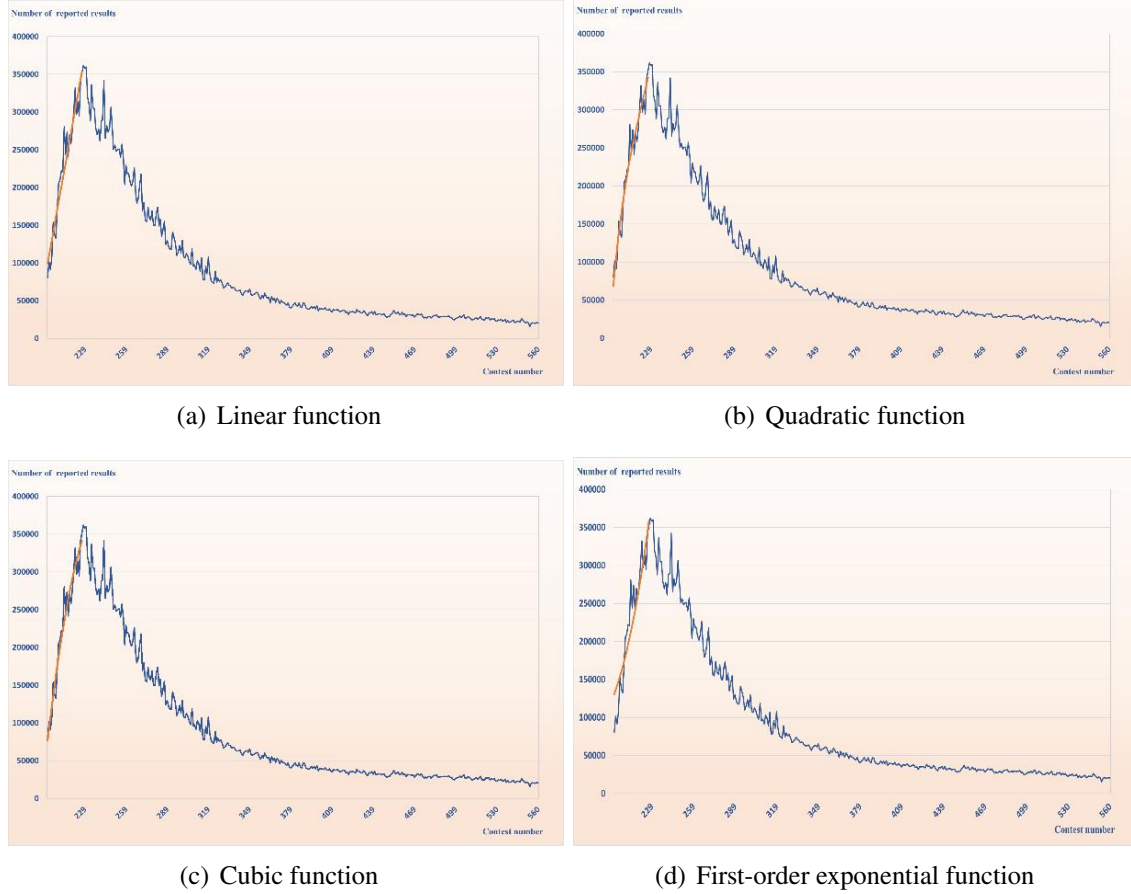 Number of reported results
400000
350000
300000
250000
200000
150000
100000
50000
0
229 259 289 319 349 379 409 439 469 499 530 560
Contest number
(a) Linear function
Number of reported results
400000
350000
300000
250000
200000
150000
100000
50000
0
229 259 289 319 349 379 409 439 469 499 530 560
Contest number
(b) Quadratic function
Number of reported results
400000
350000
300000
250000
200000
150000
100000
50000
0
229 259 289 319 349 379 409 439 469 499 530 560
Contest number
(c) Cubic function
Number of reported results
400000
350000
300000
250000
200000
150000
100000
50000
0
229 259 289 319 349 379 409 439 469 499 530 560
Contest number
(d) First-order exponential function